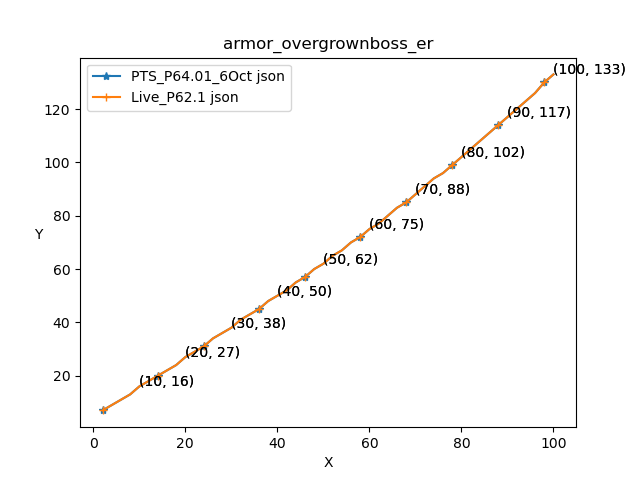 armor_overgrownboss_er
PTS_P64.01_6Oct json
Live_P62.1 json
(100, 133)
(90, 117)
(80, 102)
(70, 88)
(60, 75)
(50, 62)
(40, 50)
(30, 38)
(20, 27)
(10, 16)
120
100
80
60
40
20
Y
0 20 40 60 80 100
X